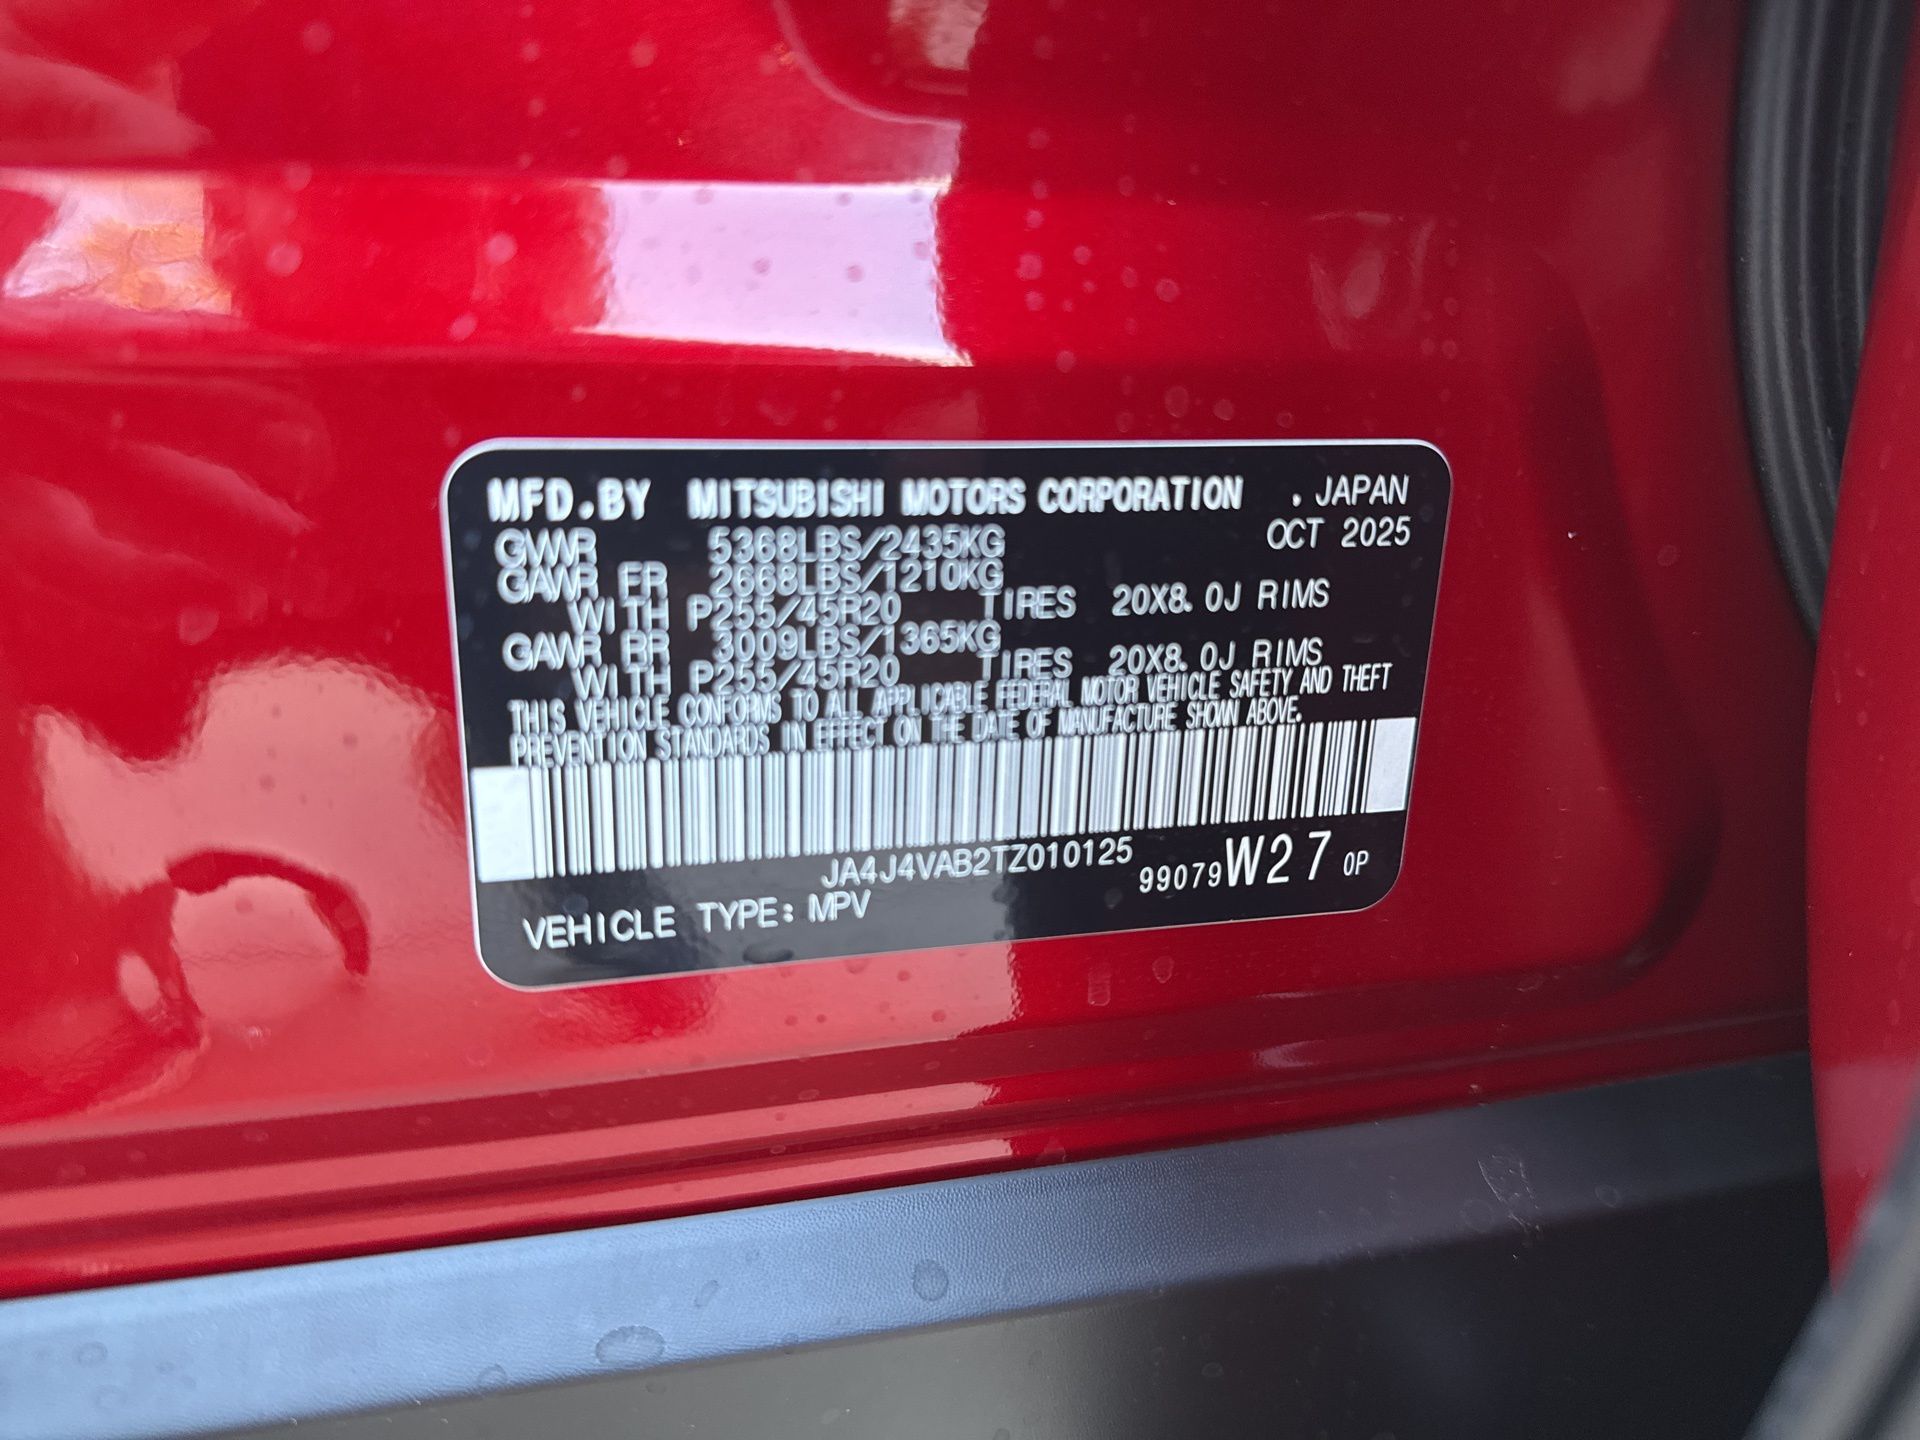 MFD.BY MITSUBISHI MOTORS CORPORATION . JAPAN
OCT 2025
GVWR 5368LBS/2435KG
GAWR FR 2668LBS/1210KG
WITH P255/45R20 TIRES 20X8.0J RIMS
GAWR RR 3009LBS/1365KG
WITH P255/45R20 TIRES 20X8.0J RIMS
THIS VEHICLE CONFORMS TO ALL APPLICABLE FEDERAL MOTOR VEHICLE SAFETY AND THEFT
PREVENTION STANDARDS IN EFFECT ON THE DATE OF MANUFACTURE SHOWN ABOVE.
JA4J4VAB2TZ010125
99079W27 0P
VEHICLE TYPE: MPV